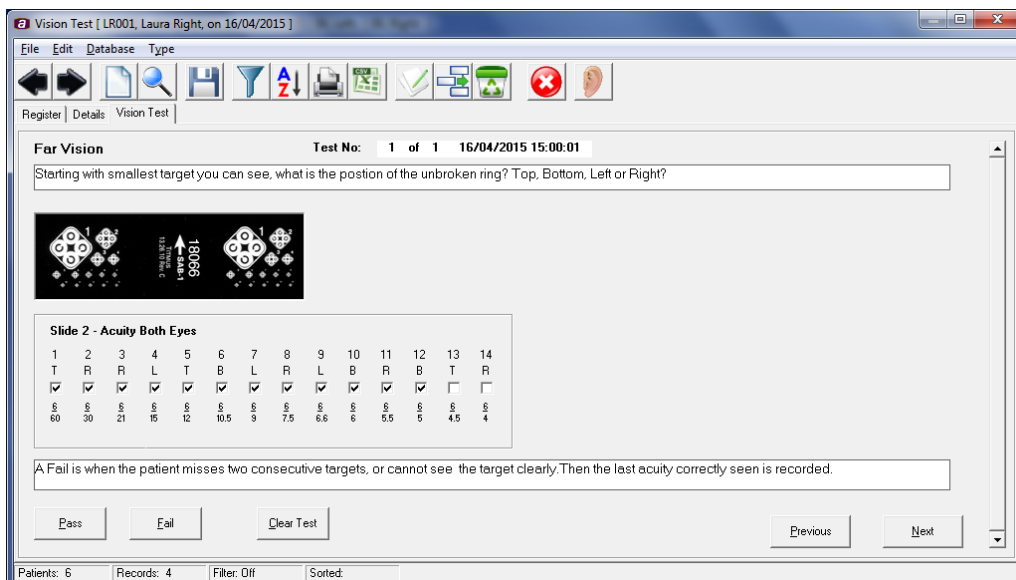 Vision Test [ LR001, Laura Right, on 16/04/2015 ]
File Edit Database Type
A Z CSV
Register Details Vision Test
Far Vision Test No: 1 of 1 16/04/2015 15:00:01
Starting with smallest target you can see, what is the postion of the unbroken ring? Top, Bottom, Left or Right?
1 2 18066 1 2
SAB-1
Titmus
Slide 2 - Acuity Both Eyes
1 2 3 4 5 6 7 8 9 10 11 12 13 14
T R R L T B L R L B R B T R
6 6 6 6 6 6 6 6 6 6 6 6 6 6
60 30 21 15 12 10.5 9 7.5 6.6 6 5.5 5 4.5 4
A Fail is when the patient misses two consecutive targets, or cannot see the target clearly.Then the last acuity correctly seen is recorded.
Pass Fail Clear Test Previous Next
Patients: 6 Records: 4 Filter: Off Sorted: